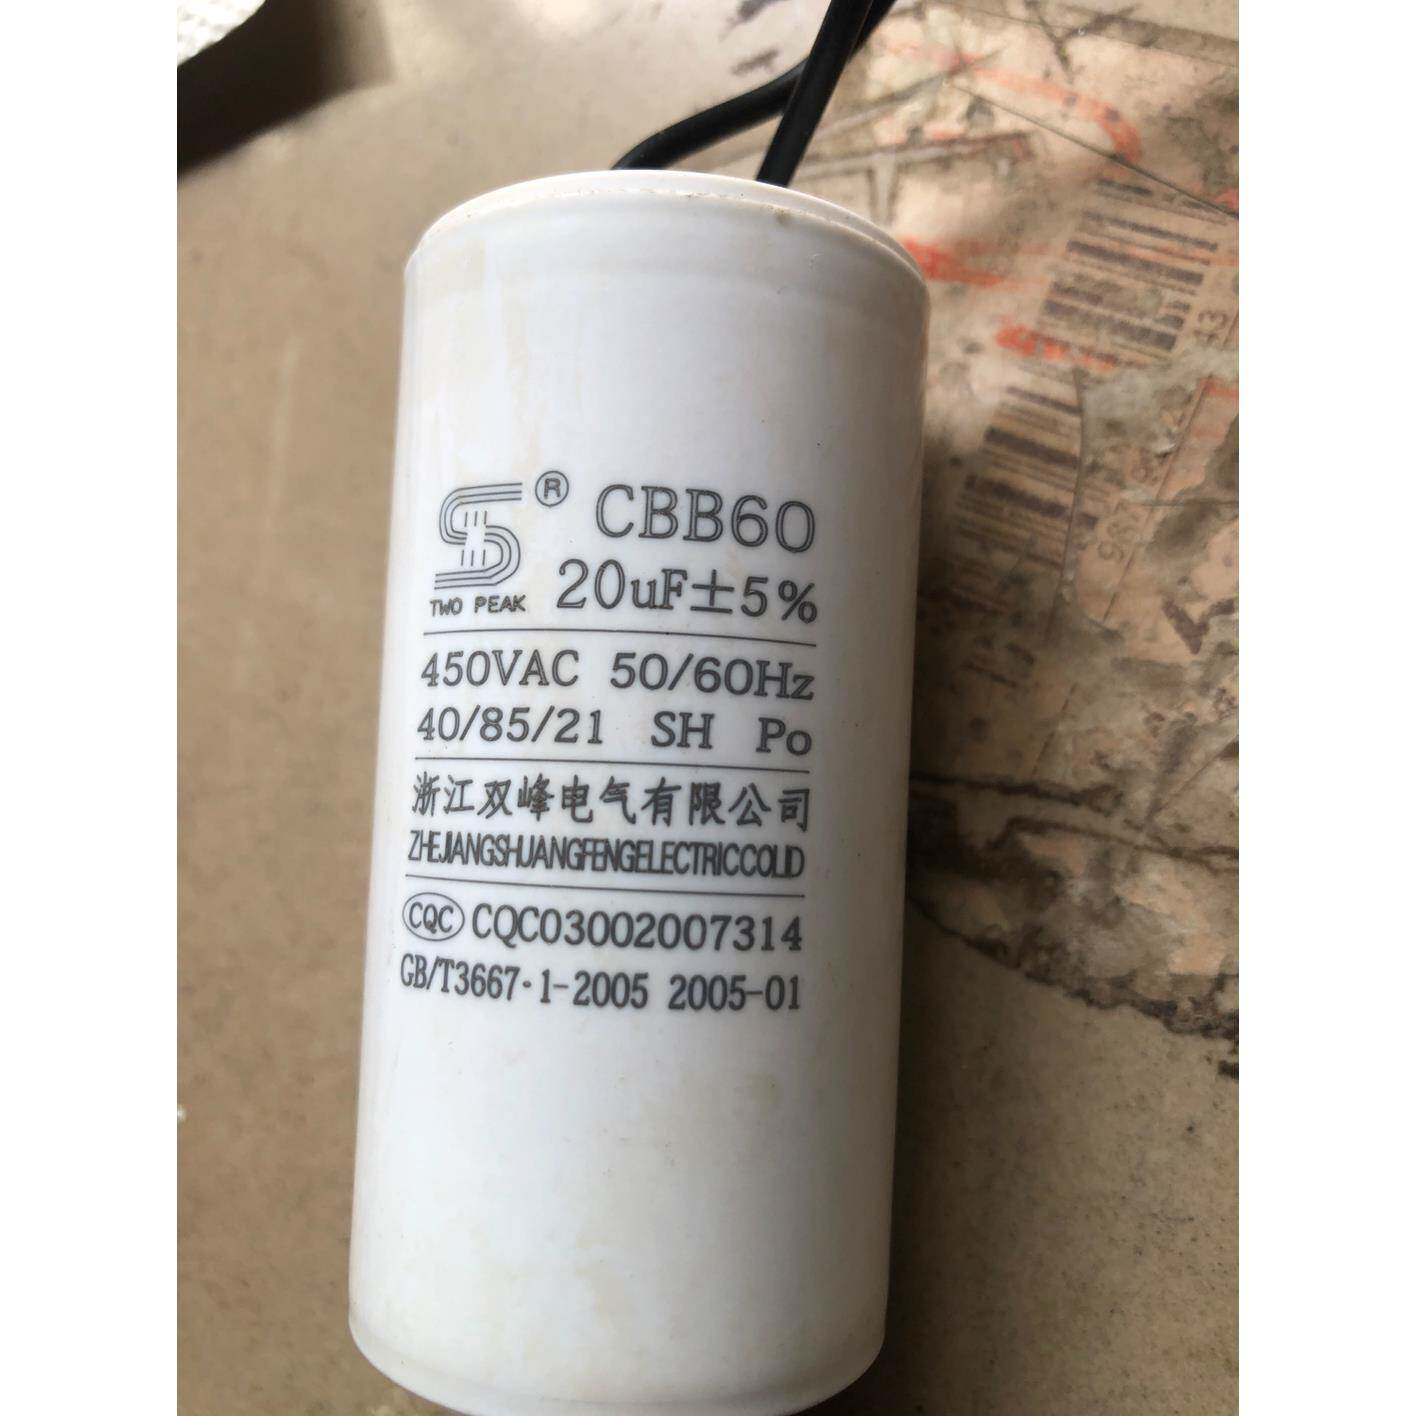 ® CBB60
TWO PEAK 20uF±5%
450VAC 50/60Hz
40/85/21 SH Po
浙江双峰电气有限公司
ZHEJIANGSHUANGFENGELECTRICCOLID
CQC CQC03002007314
GB/T3667·1-2005 2005-01